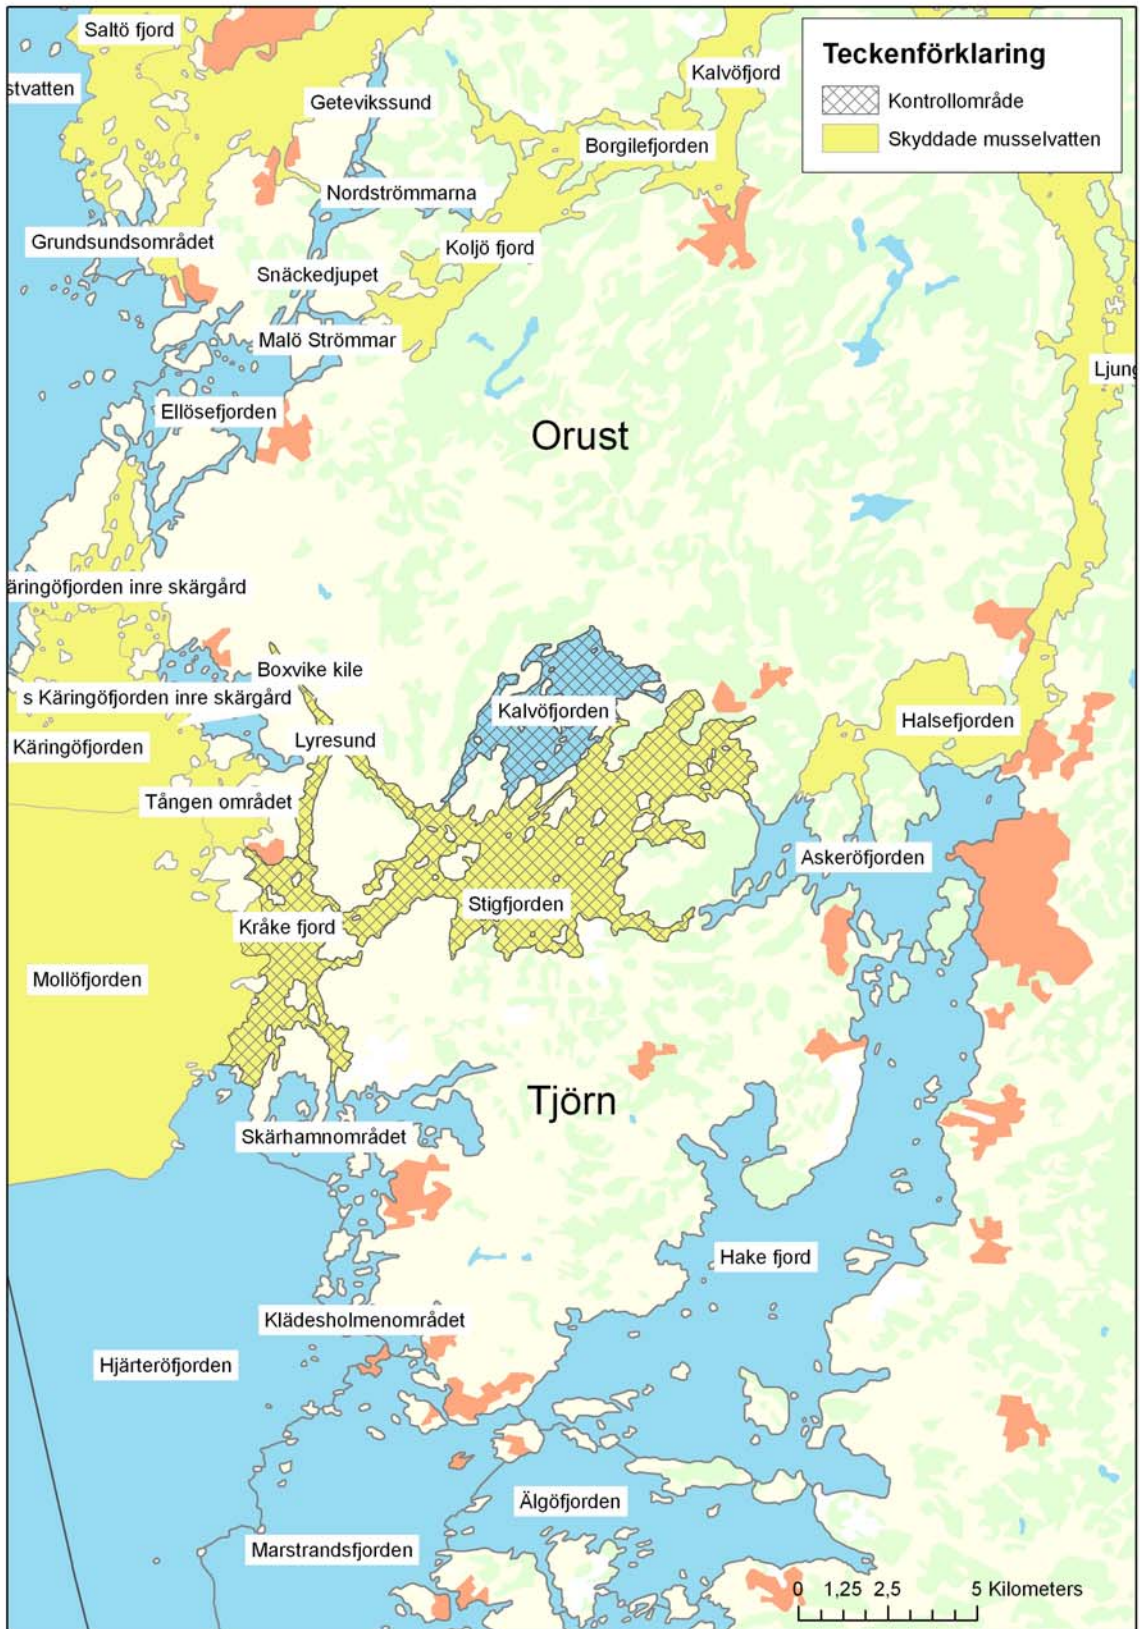 Saltö fjord
Teckenförklaring
Kontrollområde
Skyddade musselvatten
Kalvöfjord
stvatten
Getevikssund
Borgilefjorden
Nordströmmarna
Grundsundsområdet
Koljö fjord
Snäckedjupet
Malö Strömmar
Ljung
Ellösefjorden
Orust
äringöfjorden inre skärgård
Boxvike kile
s Käringöfjorden inre skärgård
Kalvöfjorden
Halsefjorden
Lyresund
Käringöfjorden
Tången området
Askeröfjorden
Stigfjorden
Kråke fjord
Mollöfjorden
Tjörn
Skärhamnområdet
Hake fjord
Klädesholmenområdet
Hjärteröfjorden
Älgöfjorden
Marstrandsfjorden
0 1,25 2,5 5 Kilometers